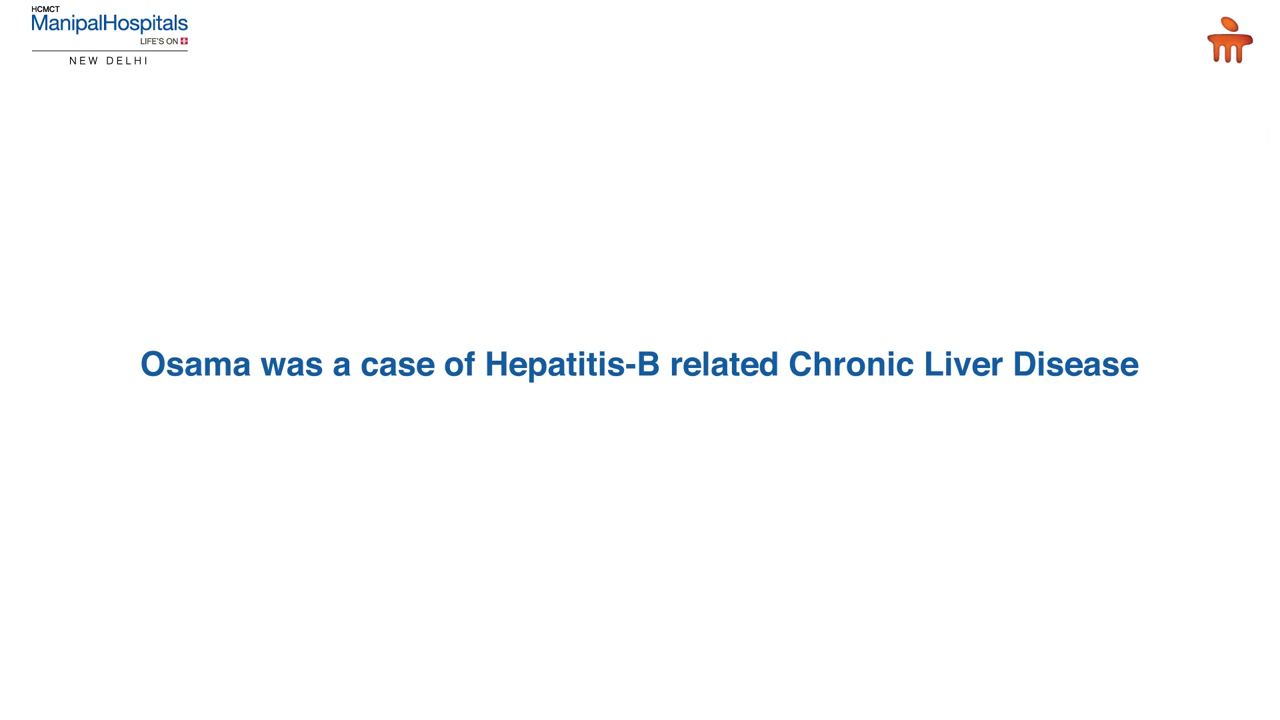 HCMCT
ManipalHospitals
LIFE'S ON
NEW DELHI
Osama was a case of Hepatitis-B related Chronic Liver Disease